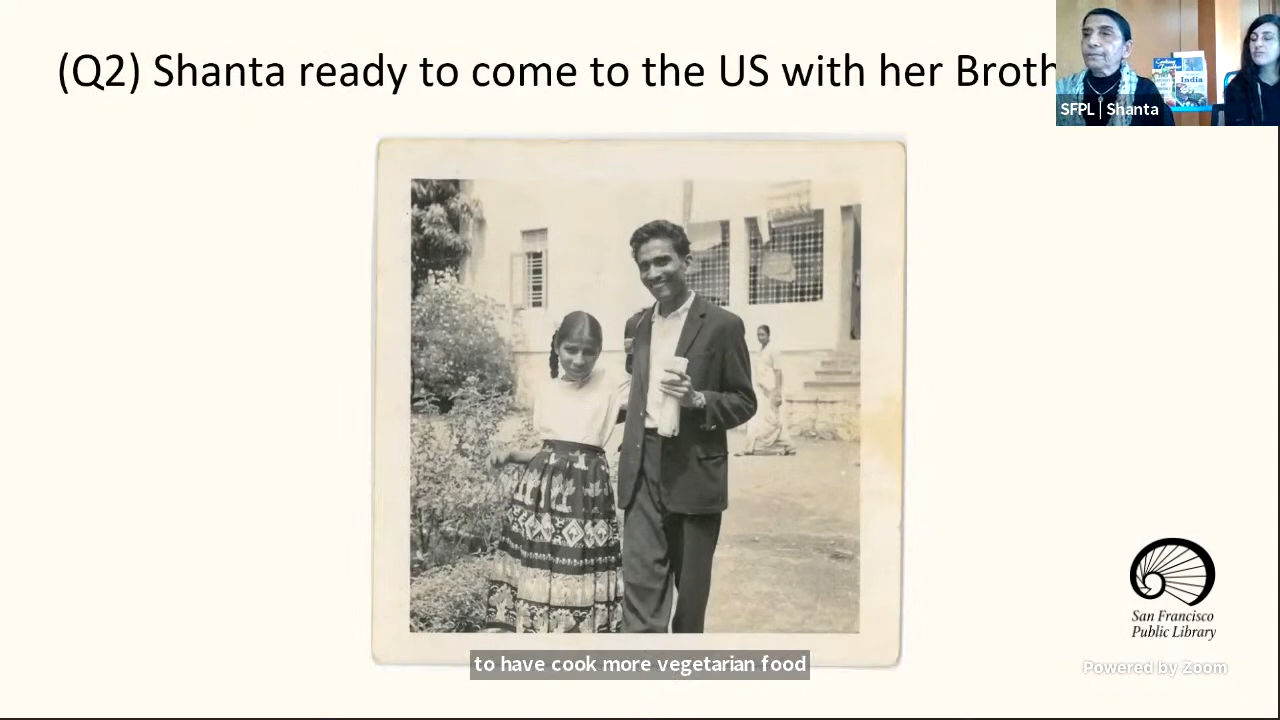 (Q2) Shanta ready to come to the US with her Broth
SFPL | Shanta
India
San Francisco
Public Library
to have cook more vegetarian food
Powered by Zoom